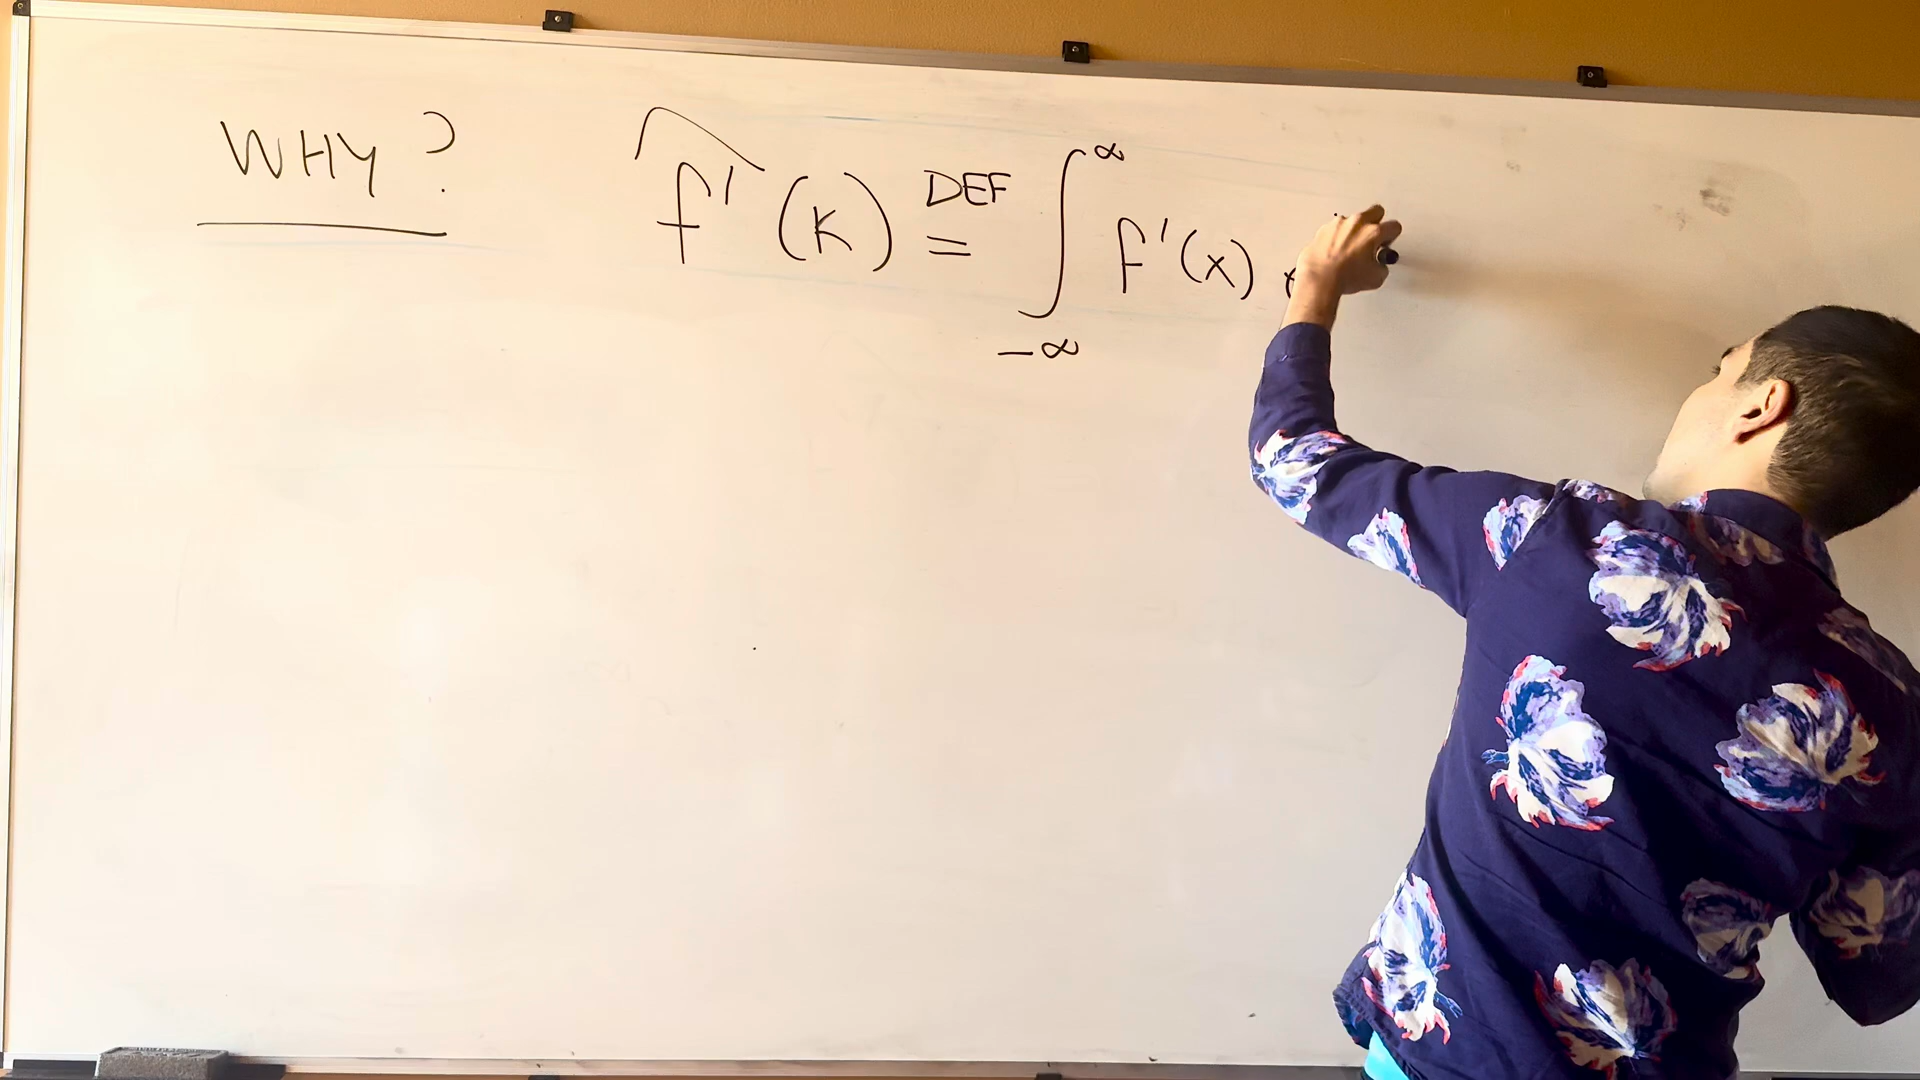 WHY?
f'(k) DEF = ∫_{-∞}^{∞} f'(x)